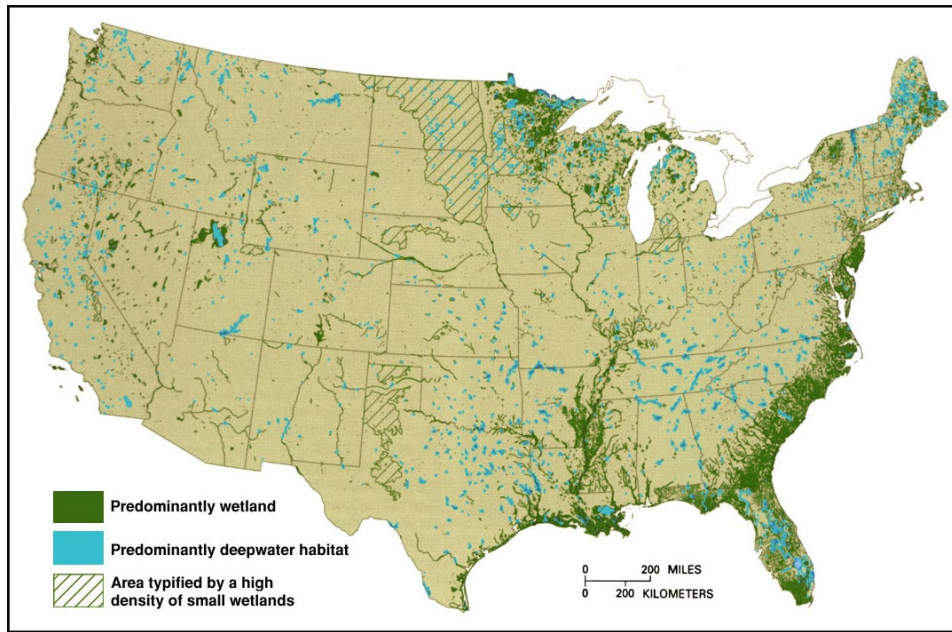 Predominantly wetland
Predominantly deepwater habitat
Area typified by a high
density of small wetlands
0 200 MILES
0 200 KILOMETERS